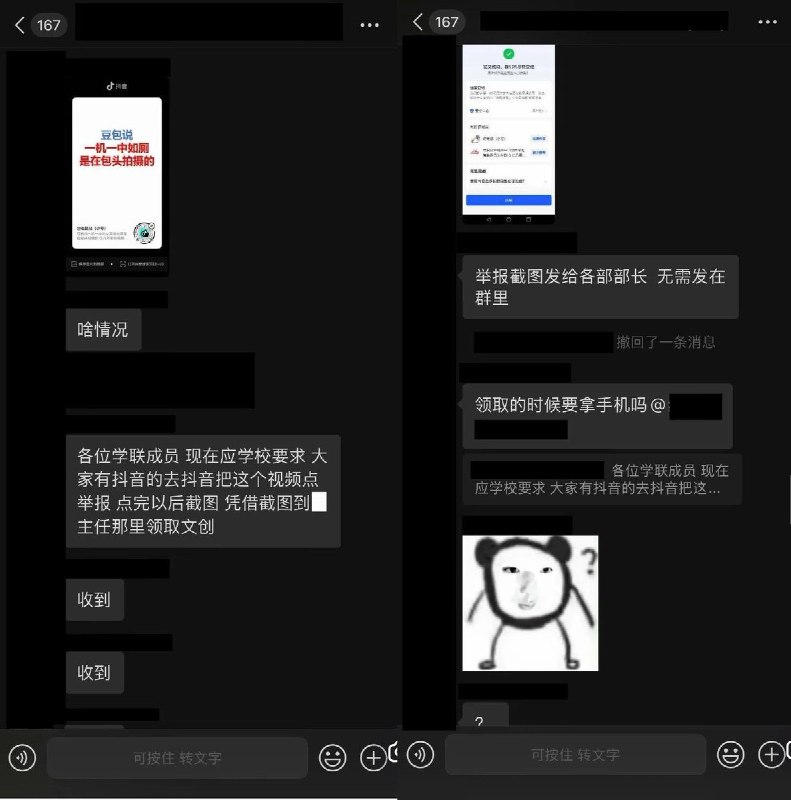 167
抖音
豆包说
一机一中如厕
是在包头拍摄的
啥情况
各位学联成员 现在应学校要求 大
家有抖音的去抖音把这个视频点
举报 点完以后截图 凭借截图到
主任那里领取文创
收到
收到
可按住 转文字
167
举报截图发给各部部长 无需发在
群里
撤回了一条消息
领取的时候要拿手机吗@
各位学联成员 现在
应学校要求 大家有抖音的去抖音把这...
?
?
可按住 转文字